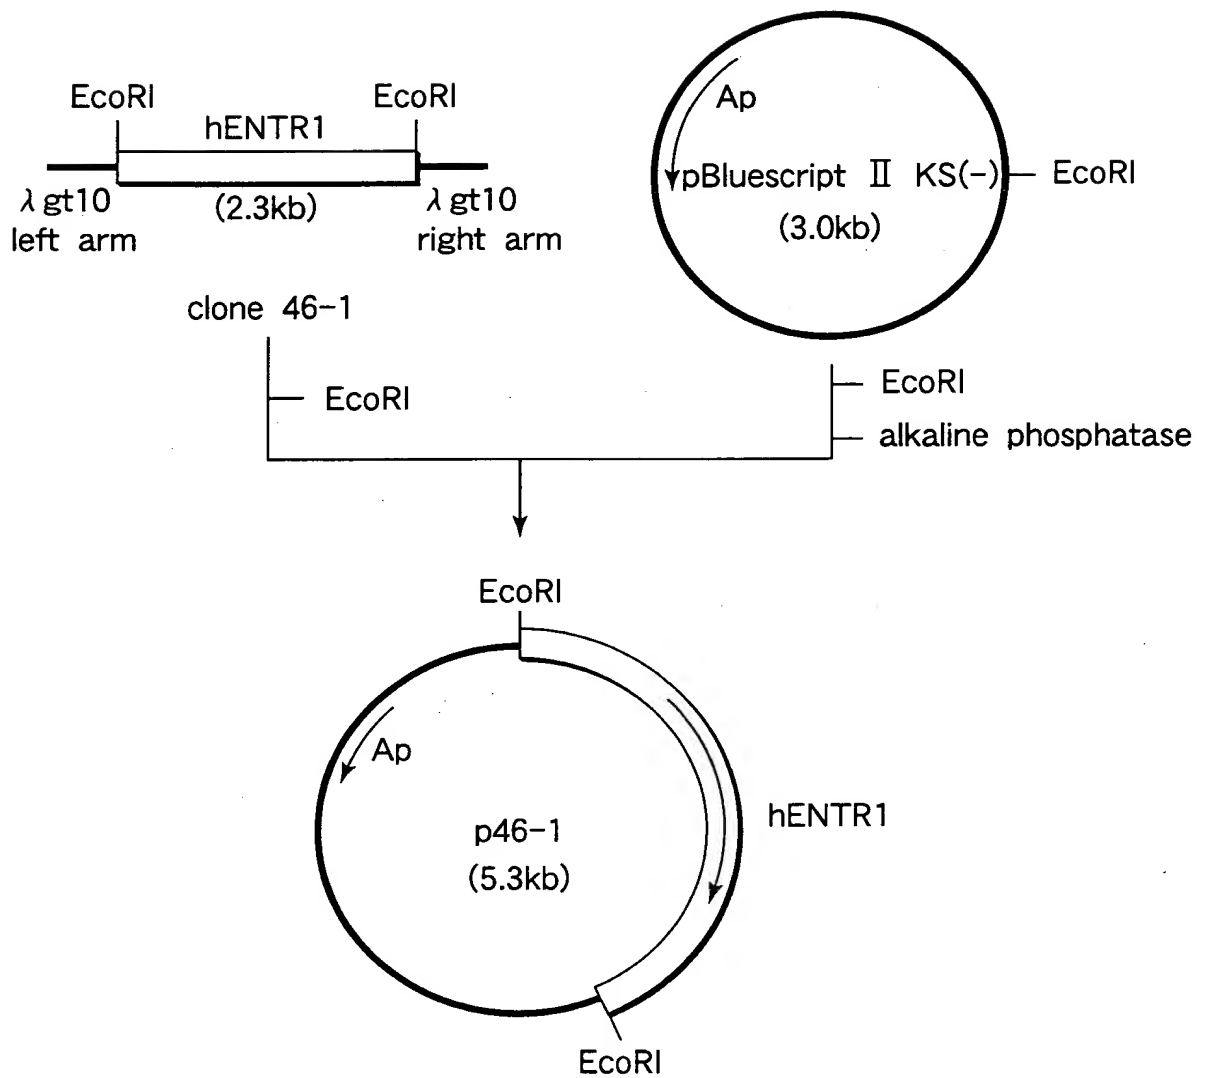 EcoRI
EcoRI
hENTR1
λgt10
left arm
(2.3kb)
λgt10
right arm
clone 46-1
EcoRI
Ap
pBluescript Ⅱ KS(-)
(3.0kb)
EcoRI
EcoRI
alkaline phosphatase
EcoRI
Ap
p46-1
(5.3kb)
hENTR1
EcoRI